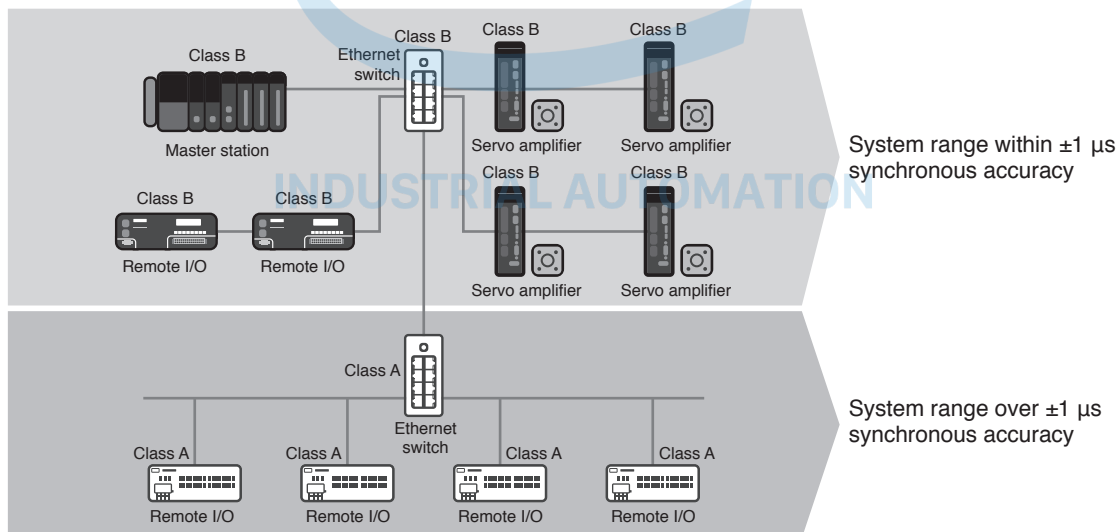 Class B
Ethernet
switch
Class B
Class B
Class B
Master station
Servo amplifier
Servo amplifier
System range within ±1 µs
synchronous accuracy
INDUSTRIAL AUTOMATION
Class B
Class B
Class B
Class B
Remote I/O
Remote I/O
Servo amplifier
Servo amplifier
Class A
Ethernet
switch
System range over ±1 µs
synchronous accuracy
Class A
Class A
Class A
Class A
Remote I/O
Remote I/O
Remote I/O
Remote I/O